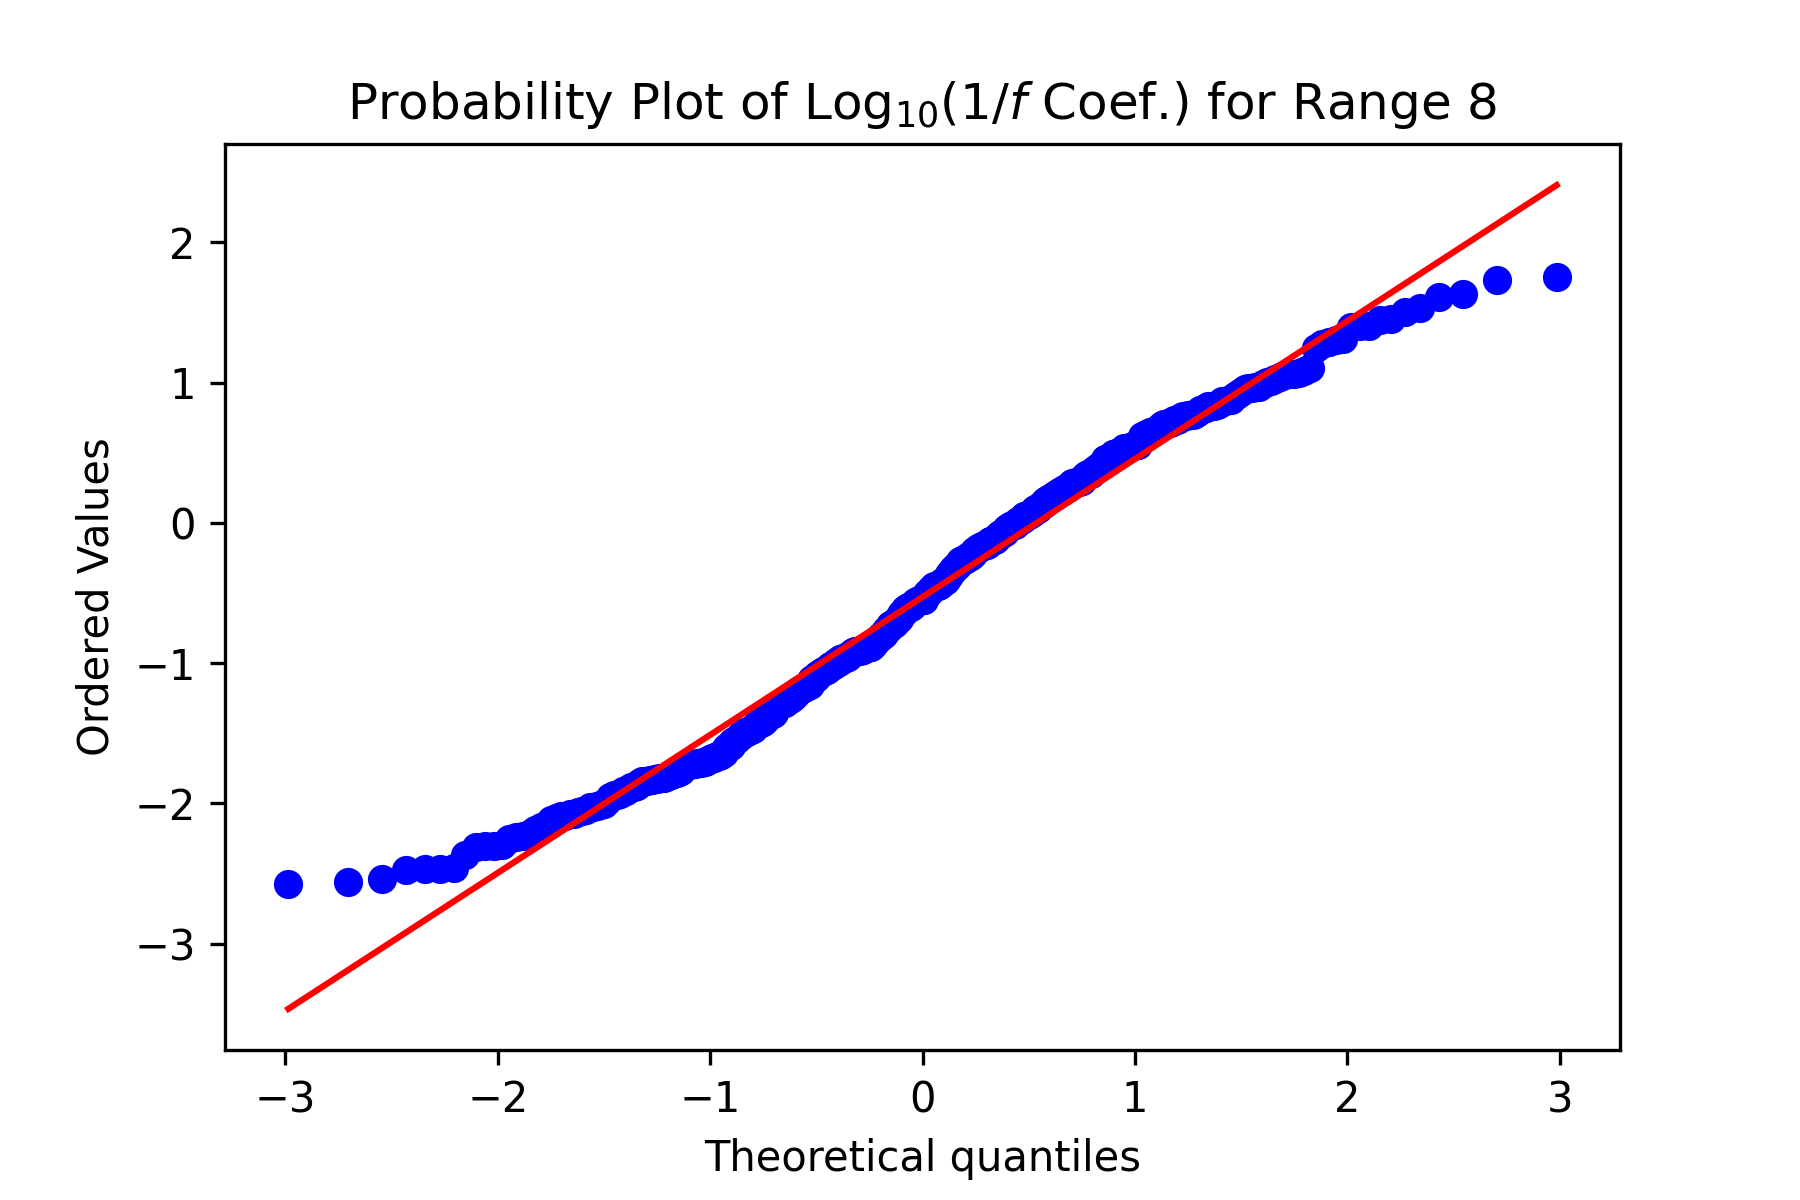 Probability Plot of Log₁₀(1/f Coef.) for Range 8
2
1
0
−1
−2
−3
Ordered Values
−3 −2 −1 0 1 2 3
Theoretical quantiles